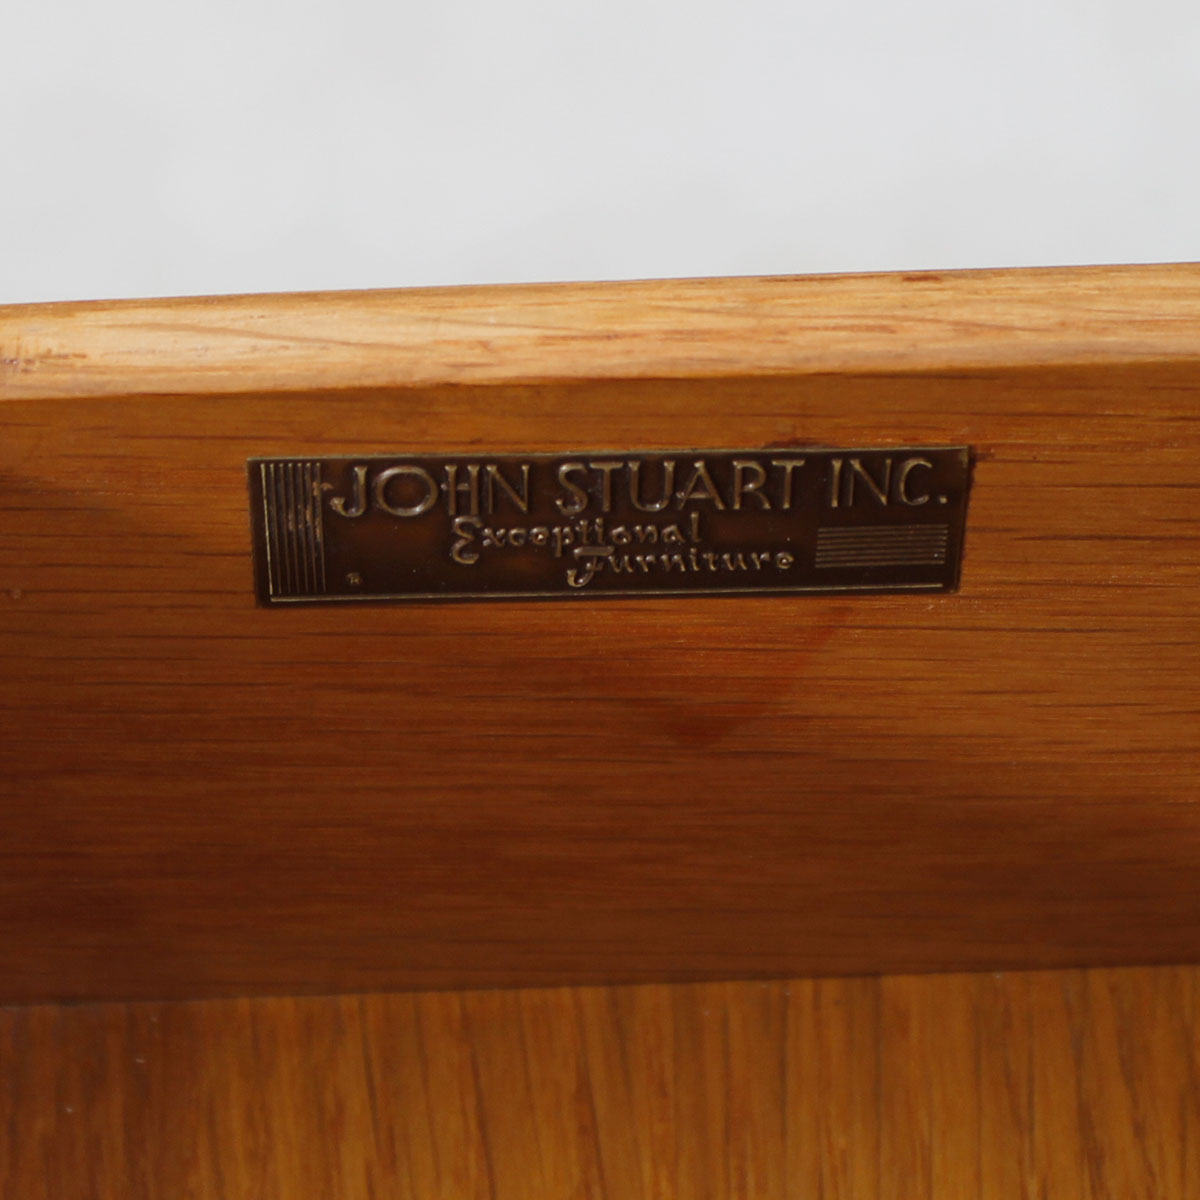 JOHN STUART INC.
Exceptional
Furniture
®